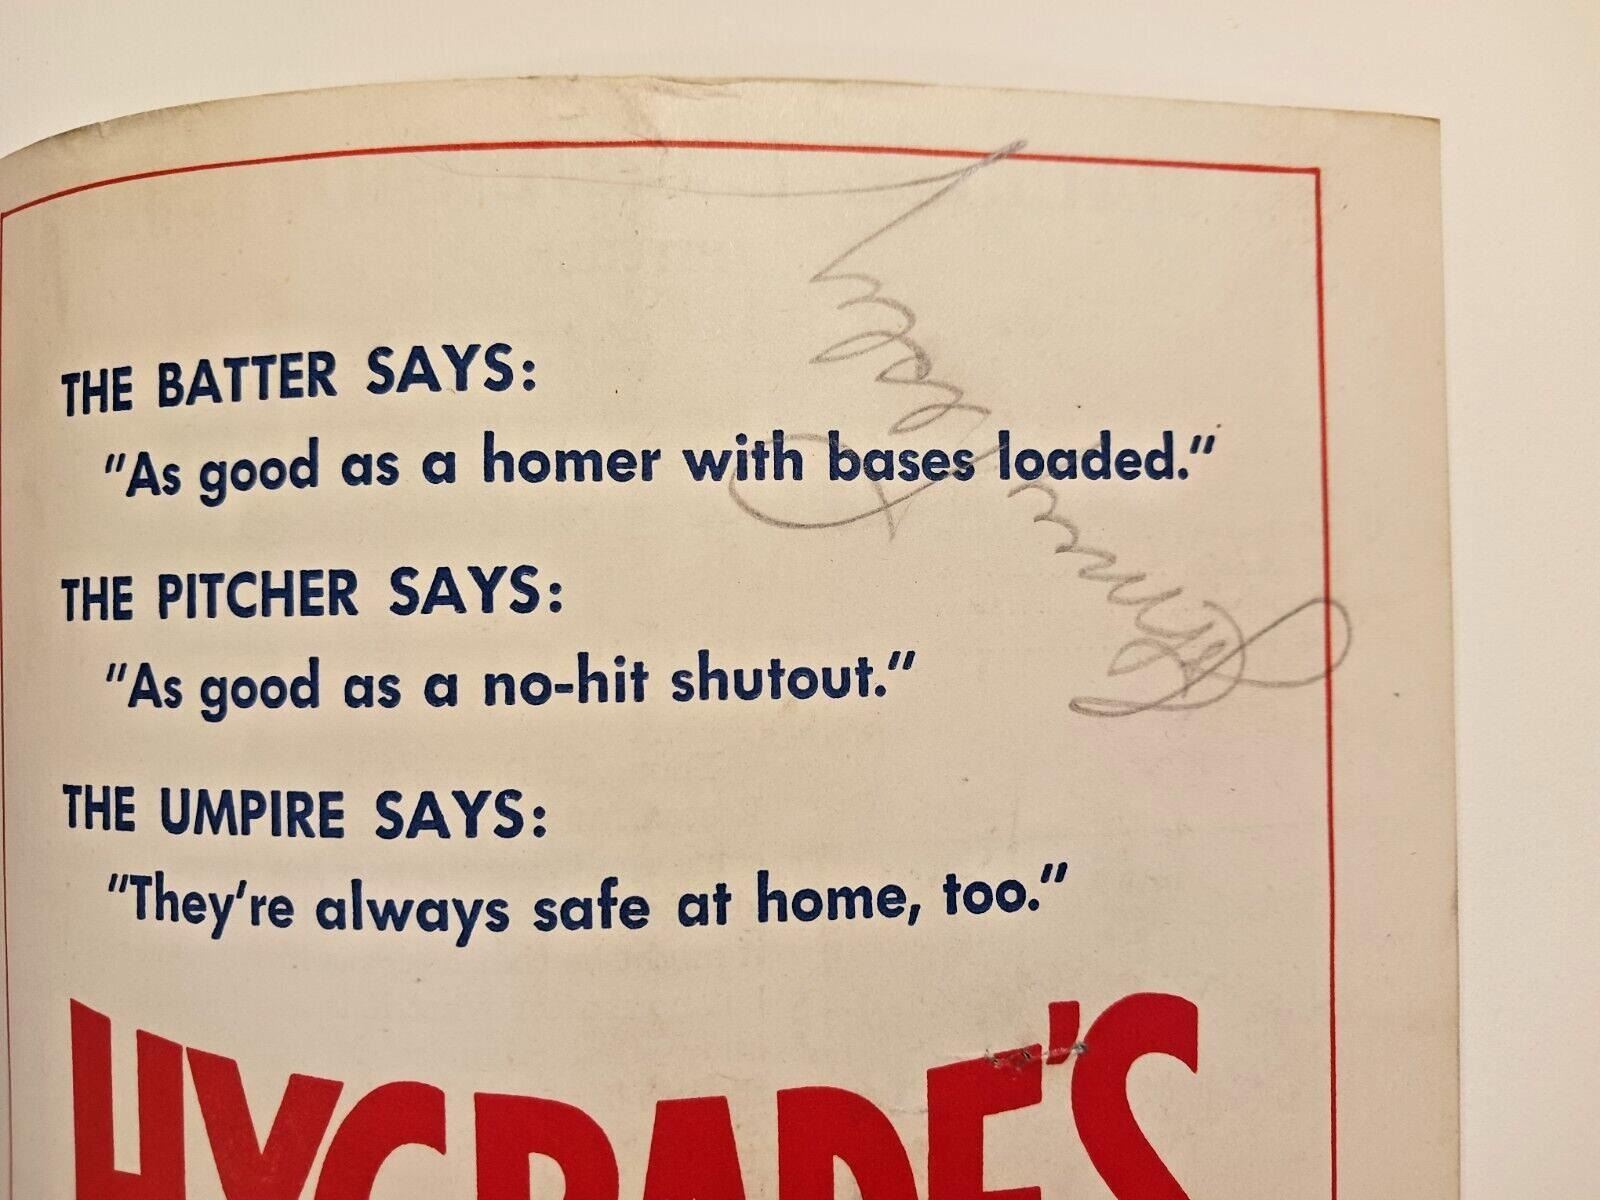 THE BATTER SAYS:
"As good as a homer with bases loaded."
THE PITCHER SAYS:
"As good as a no-hit shutout."
THE UMPIRE SAYS:
"They're always safe at home, too."
HYGRADE'S